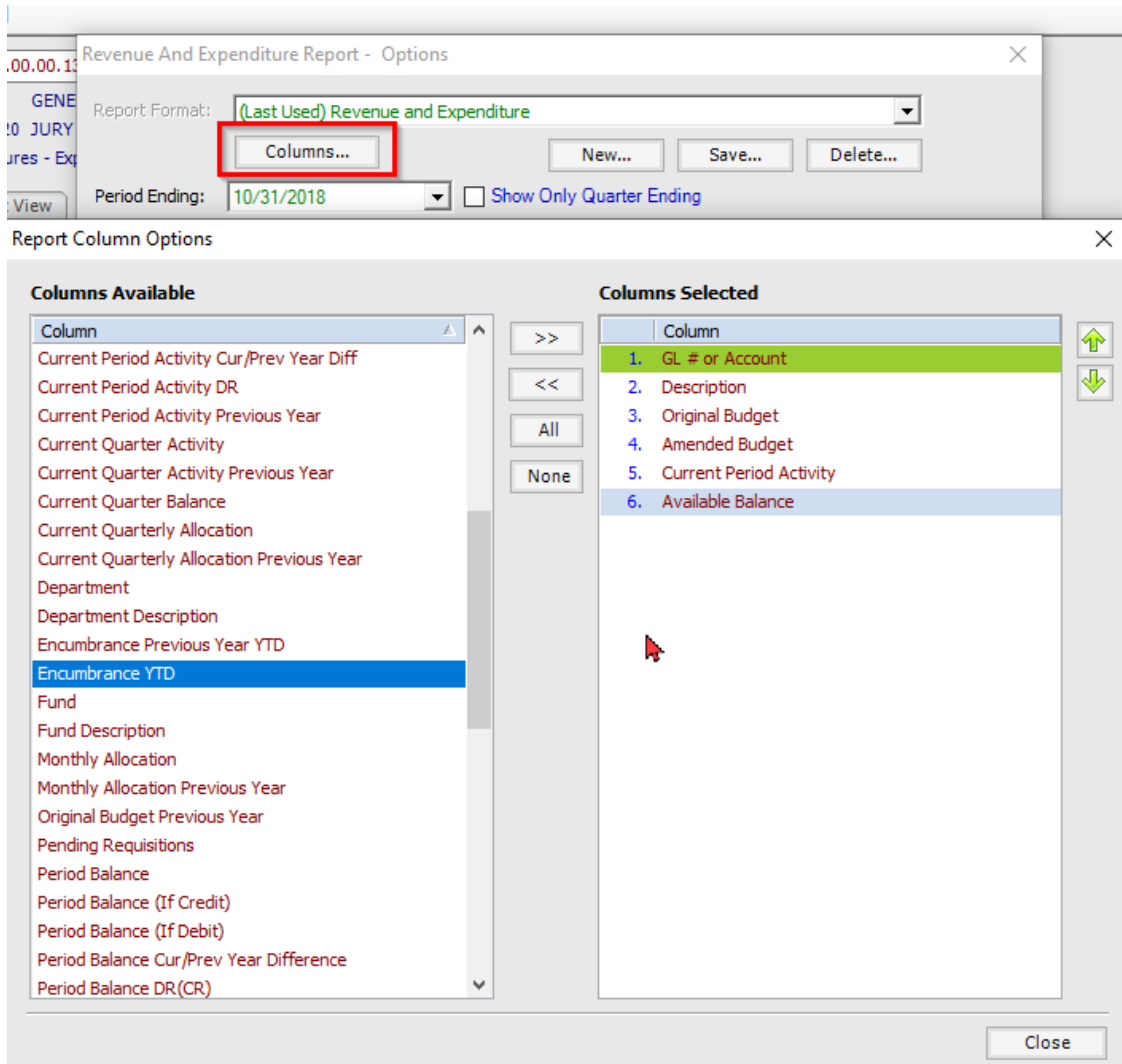 Revenue And Expenditure Report - Options
.00.00.13
GENE
Report Format: (Last Used) Revenue and Expenditure
20 JURY
ures - Exp
Columns... New... Save... Delete...
View Period Ending: 10/31/2018 Show Only Quarter Ending
Report Column Options
Columns Available
Column
Current Period Activity Cur/Prev Year Diff
Current Period Activity DR
Current Period Activity Previous Year
Current Quarter Activity
Current Quarter Activity Previous Year
Current Quarter Balance
Current Quarterly Allocation
Current Quarterly Allocation Previous Year
Department
Department Description
Encumbrance Previous Year YTD
Encumbrance YTD
Fund
Fund Description
Monthly Allocation
Monthly Allocation Previous Year
Original Budget Previous Year
Pending Requisitions
Period Balance
Period Balance (If Credit)
Period Balance (If Debit)
Period Balance Cur/Prev Year Difference
Period Balance DR(CR)
>>
<<
All
None
Columns Selected
Column
1. GL # or Account
2. Description
3. Original Budget
4. Amended Budget
5. Current Period Activity
6. Available Balance
Close